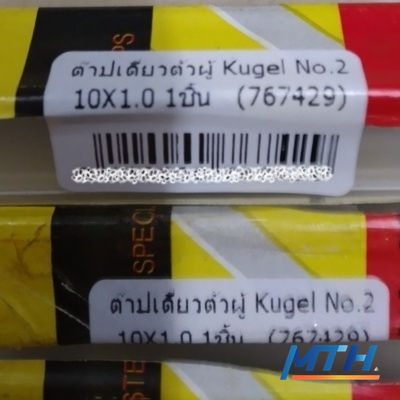 PS
ต๊าปเดี่ยวตัวผู้ Kugel No.2
10X1.0 1ชิ้น (767429)
SPEC
ต๊าปเดี่ยวตัวผู้ Kugel No.2
10X1.0 1ชิ้น (767429)
MTH
STE